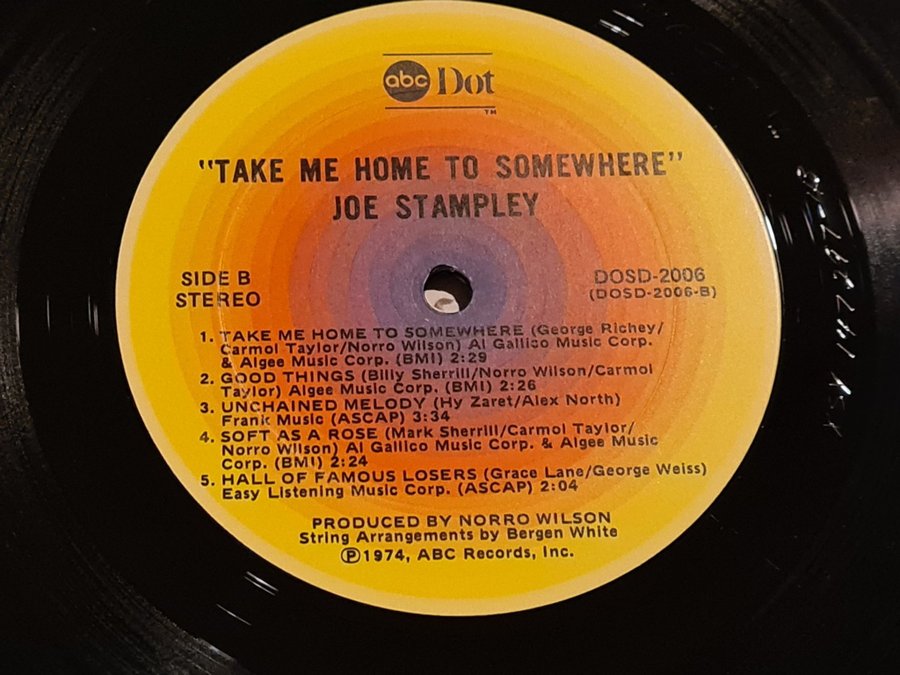 abc Dot
TM
"TAKE ME HOME TO SOMEWHERE"
JOE STAMPLEY
SIDE B
STEREO
DOSD-2006
(DOSD-2006-B)
1. TAKE ME HOME TO SOMEWHERE (George Richey/
Carmol Taylor/Norro Wilson) Al Gallico Music Corp.
& Algee Music Corp. (BMI) 2:29
2. GOOD THINGS (Billy Sherrill/Norro Wilson/Carmol
Taylor) Algee Music Corp. (BMI) 2:26
3. UNCHAINED MELODY (Hy Zaret/Alex North)
Frank Music (ASCAP) 3:34
4. SOFT AS A ROSE (Mark Sherrill/Carmol Taylor/
Norro Wilson) Al Gallico Music Corp. & Algee Music
Corp. (BMI) 2:24
5. HALL OF FAMOUS LOSERS (Grace Lane/George Weiss)
Easy Listening Music Corp. (ASCAP) 2:04
PRODUCED BY NORRO WILSON
String Arrangements by Bergen White
Ⓟ1974, ABC Records, Inc.